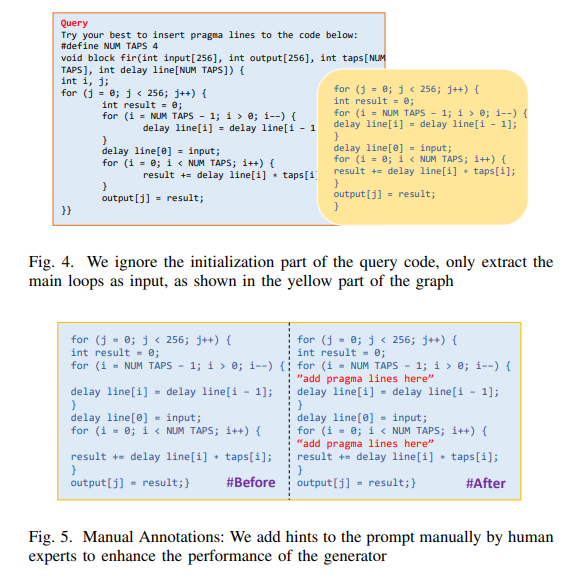 Query
Try your best to insert pragma lines to the code below:
#define NUM TAPS 4
void block fir(int input[256], int output[256], int taps[NUM
TAPS], int delay line[NUM TAPS]) {
int i, j;
for (j = 0; j < 256; j++) {
int result = 0;
for (i = NUM TAPS - 1; i > 0; i--) {
delay line[i] = delay line[i - 1
}
delay line[0] = input;
for (i = 0; i < NUM TAPS; i++) {
result += delay line[i] * taps[i
}
output[j] = result;
}}
for (j = 0; j < 256; j++) {
int result = 0;
for (i = NUM TAPS - 1; i > 0; i--) {
delay line[i] = delay line[i - 1];
}
delay line[0] = input;
for (i = 0; i < NUM TAPS; i++) {
result += delay line[i] * taps[i];
}
output[j] = result;
}
Fig. 4. We ignore the initialization part of the query code, only extract the
main loops as input, as shown in the yellow part of the graph
for (j = 0; j < 256; j++) {
int result = 0;
for (i = NUM TAPS - 1; i > 0; i--) {
delay line[i] = delay line[i - 1];
}
delay line[0] = input;
for (i = 0; i < NUM TAPS; i++) {
result += delay line[i] * taps[i];
}
output[j] = result;}
#Before
for (j = 0; j < 256; j++) {
int result = 0;
for (i = NUM TAPS - 1; i > 0; i--) {
”add pragma lines here”
delay line[i] = delay line[i - 1];
}
delay line[0] = input;
for (i = 0; i < NUM TAPS; i++) {
“add pragma lines here”
result += delay line[i] * taps[i];
}
output[j] = result;}
#After
Fig. 5. Manual Annotations: We add hints to the prompt manually by human
experts to enhance the performance of the generator